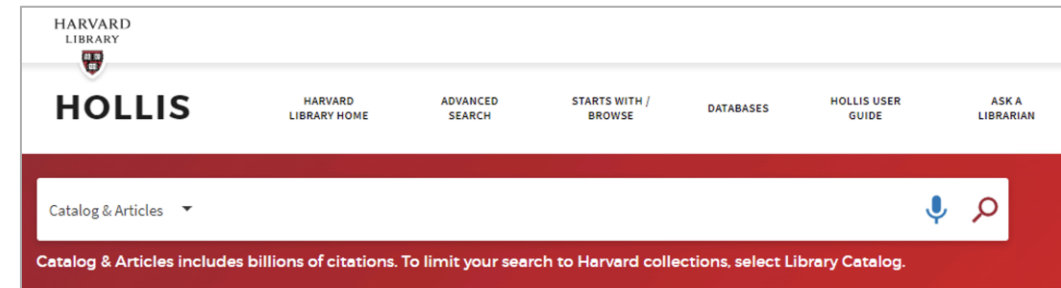 HARVARD
LIBRARY
HOLLIS
HARVARD
LIBRARY HOME
ADVANCED
SEARCH
STARTS WITH /
BROWSE
DATABASES
HOLLIS USER
GUIDE
ASK A
LIBRARIAN
Catalog & Articles
Catalog & Articles includes billions of citations. To limit your search to Harvard collections, select Library Catalog.